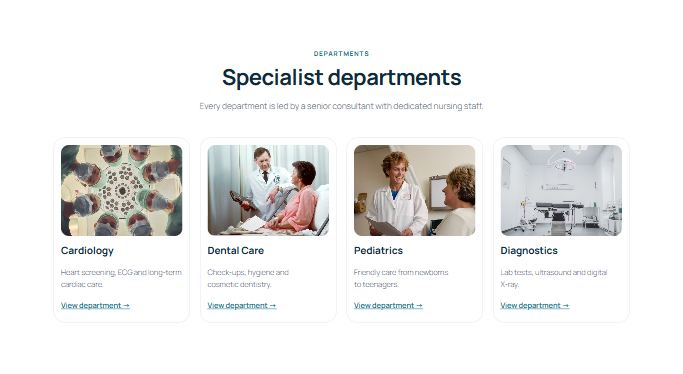 DEPARTMENTS
Specialist departments
Every department is led by a senior consultant with dedicated nursing staff.
Cardiology
Heart screening, ECG and long-term
cardiac care.
View department →
Dental Care
Check-ups, hygiene and
cosmetic dentistry.
View department →
Pediatrics
Friendly care from newborns
to teenagers.
View department →
Diagnostics
Lab tests, ultrasound and digital
X-ray.
View department →